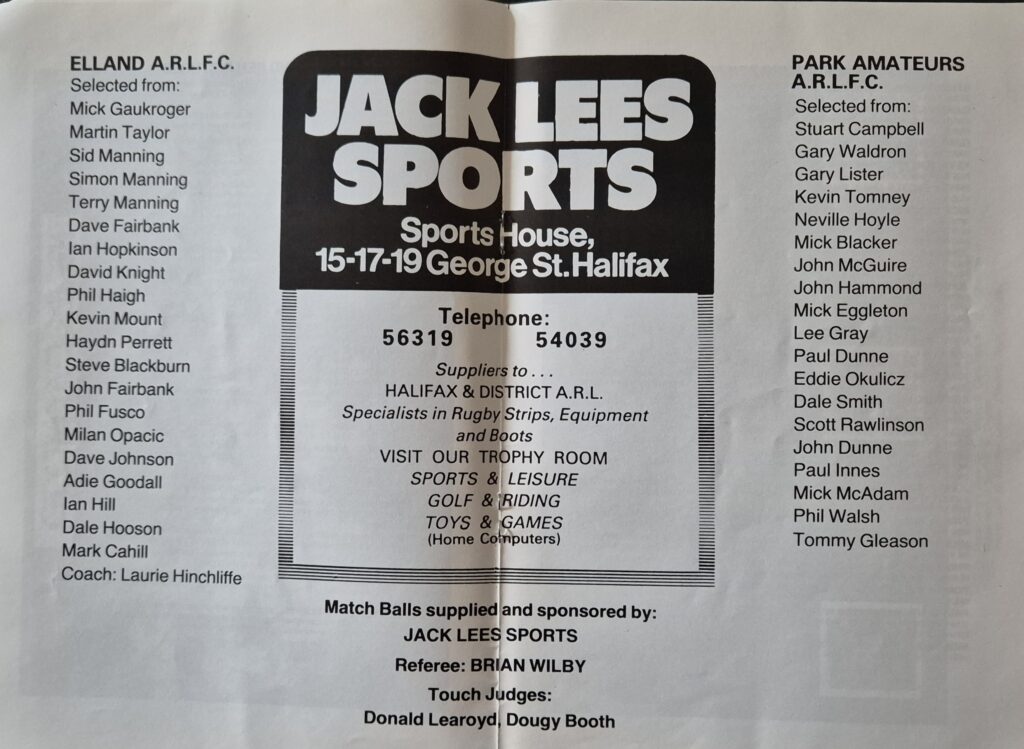 ELLAND A.R.L.F.C.
Selected from:
Mick Gaukroger
Martin Taylor
Sid Manning
Simon Manning
Terry Manning
Dave Fairbank
Ian Hopkinson
David Knight
Phil Haigh
Kevin Mount
Haydn Perrett
Steve Blackburn
John Fairbank
Phil Fusco
Milan Opacic
Dave Johnson
Adie Goodall
Ian Hill
Dale Hooson
Mark Cahill
Coach: Laurie Hinchliffe
JACK LEES
SPORTS
Sports House,
15-17-19 George St. Halifax
Telephone:
56319 54039
Suppliers to . . .
HALIFAX & DISTRICT A.R.L.
Specialists in Rugby Strips, Equipment
and Boots
VISIT OUR TROPHY ROOM
SPORTS & LEISURE
GOLF & RIDING
TOYS & GAMES
(Home Computers)
Match Balls supplied and sponsored by:
JACK LEES SPORTS
Referee: BRIAN WILBY
Touch Judges:
Donald Learoyd, Dougy Booth
PARK AMATEURS
A.R.L.F.C.
Selected from:
Stuart Campbell
Gary Waldron
Gary Lister
Kevin Tomney
Neville Hoyle
Mick Blacker
John McGuire
John Hammond
Mick Eggleton
Lee Gray
Paul Dunne
Eddie Okulicz
Dale Smith
Scott Rawlinson
John Dunne
Paul Innes
Mick McAdam
Phil Walsh
Tommy Gleason